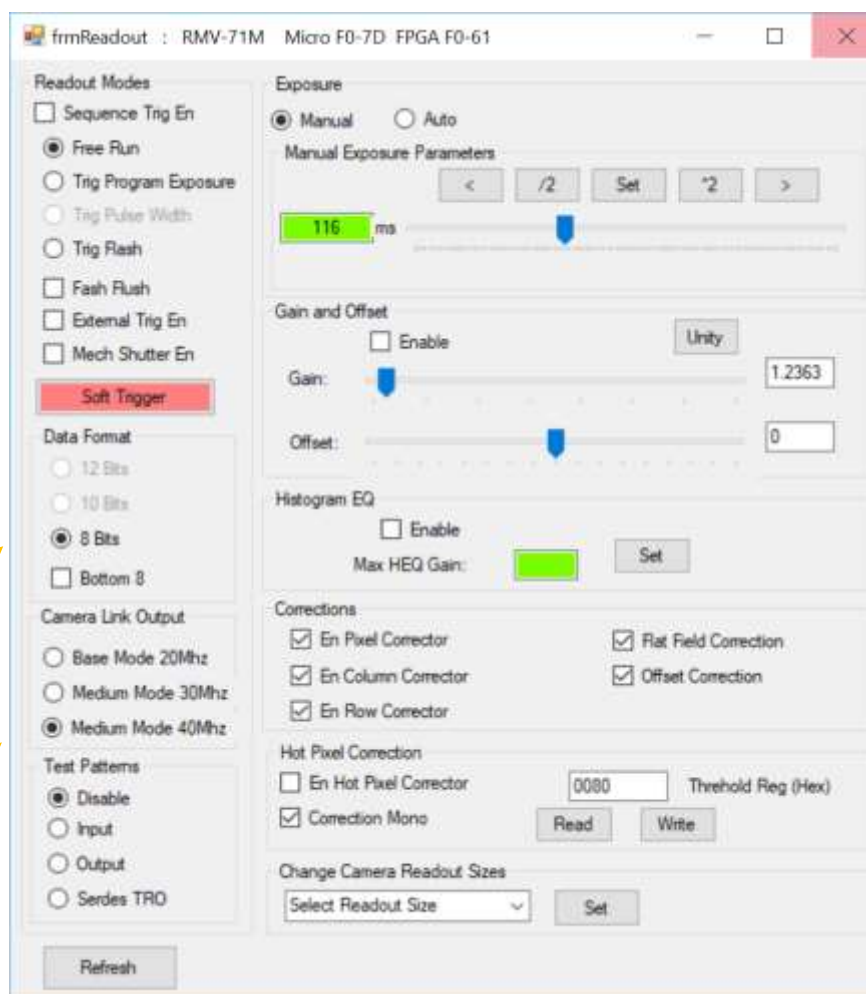 frmReadout : RMV-71M Micro F0-7D FPGA F0-61
Readout Modes
Sequence Trig En
Free Run
Trig Program Exposure
Trig Pulse Width
Trig Flash
Fash Flush
External Trig En
Mech Shutter En
Soft Trigger
Data Format
12 Bits
10 Bits
8 Bits
Bottom 8
Camera Link Output
Base Mode 20Mhz
Medium Mode 30Mhz
Medium Mode 40Mhz
Test Patterns
Disable
Input
Output
Serdes TRO
Refresh
Exposure
Manual Auto
Manual Exposure Parameters
< /2 Set *2 >
116 ms
Gain and Offset
Enable Unity
Gain: 1.2363
Offset: 0
Histogram EQ
Enable
Max HEQ Gain: Set
Corrections
En Pixel Corrector Flat Field Correction
En Column Corrector Offset Correction
En Row Corrector
Hot Pixel Correction
En Hot Pixel Corrector 0080 Threhold Reg (Hex)
Correction Mono Read Write
Change Camera Readout Sizes
Select Readout Size Set